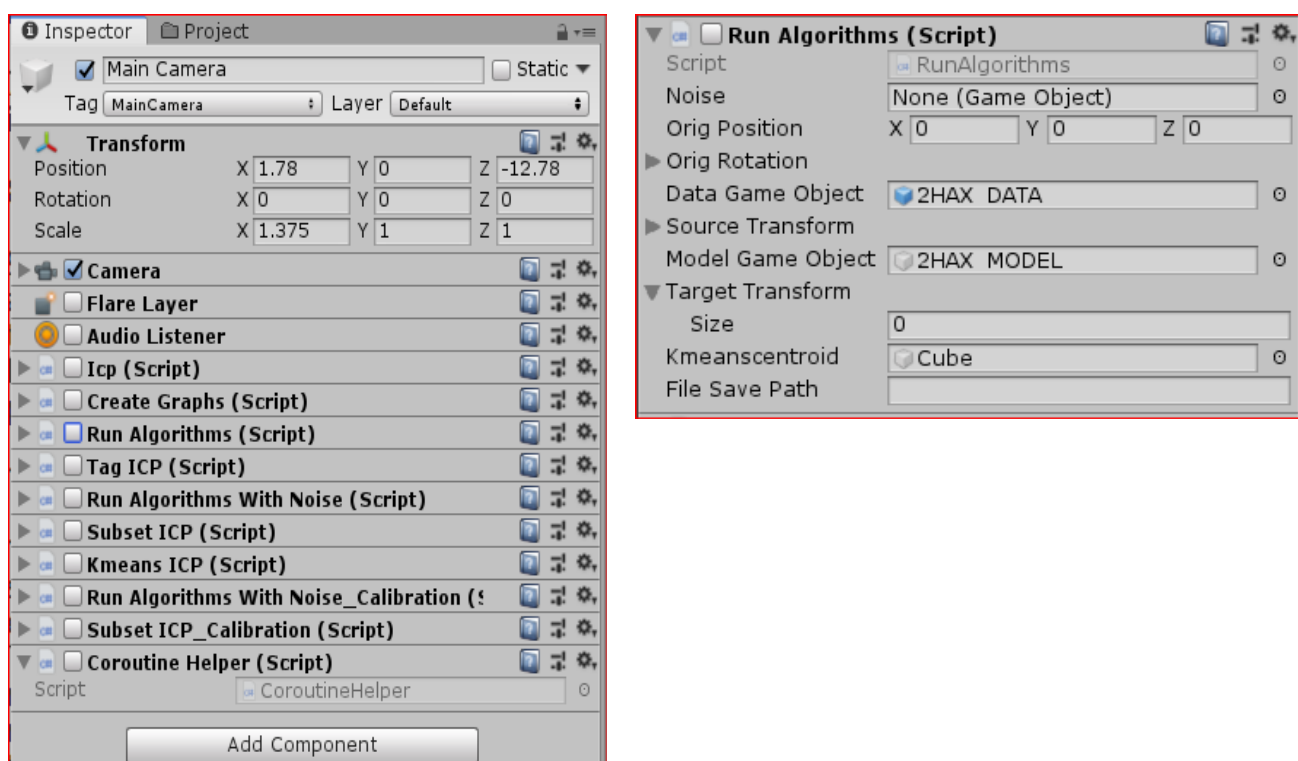 Inspector Project
Main Camera Static
Tag MainCamera Layer Default
Transform
Position X 1.78 Y 0 Z -12.78
Rotation X 0 Y 0 Z 0
Scale X 1.375 Y 1 Z 1
Camera
Flare Layer
Audio Listener
Icp (Script)
Create Graphs (Script)
Run Algorithms (Script)
Tag ICP (Script)
Run Algorithms With Noise (Script)
Subset ICP (Script)
Kmeans ICP (Script)
Run Algorithms With Noise_Calibration (S
Subset ICP_Calibration (Script)
Coroutine Helper (Script)
Script CoroutineHelper
Add Component
Run Algorithms (Script)
Script RunAlgorithms
Noise None (Game Object)
Orig Position X 0 Y 0 Z 0
Orig Rotation
Data Game Object 2HAX_DATA
Source Transform
Model Game Object 2HAX_MODEL
Target Transform
Size 0
Kmeanscentroid Cube
File Save Path